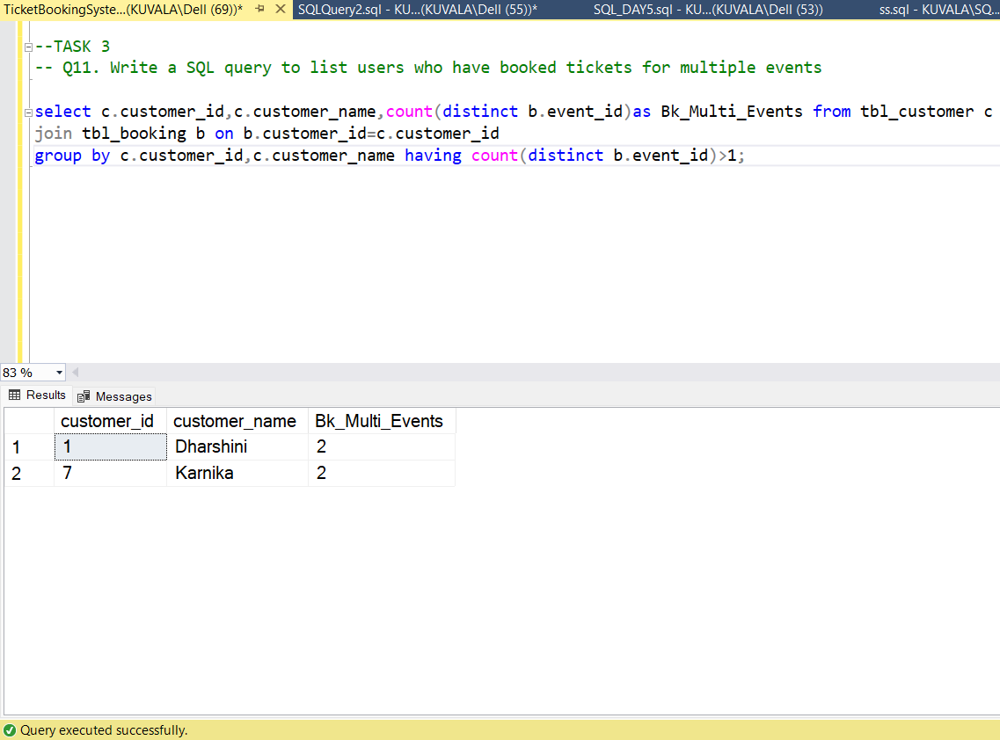 TicketBookingSyste...(KUVALA\Dell (69))* SQLQuery2.sql - KU...(KUVALA\Dell (55))* SQL_DAY5.sql - KU...(KUVALA\Dell (53)) ss.sql - KUVALA\SQ...
--TASK 3
-- Q11. Write a SQL query to list users who have booked tickets for multiple events
select c.customer_id,c.customer_name,count(distinct b.event_id)as Bk_Multi_Events from tbl_customer c
join tbl_booking b on b.customer_id=c.customer_id
group by c.customer_id,c.customer_name having count(distinct b.event_id)>1;
83 %
Results Messages
customer_id customer_name Bk_Multi_Events
1 1 Dharshini 2
2 7 Karnika 2
Query executed successfully.